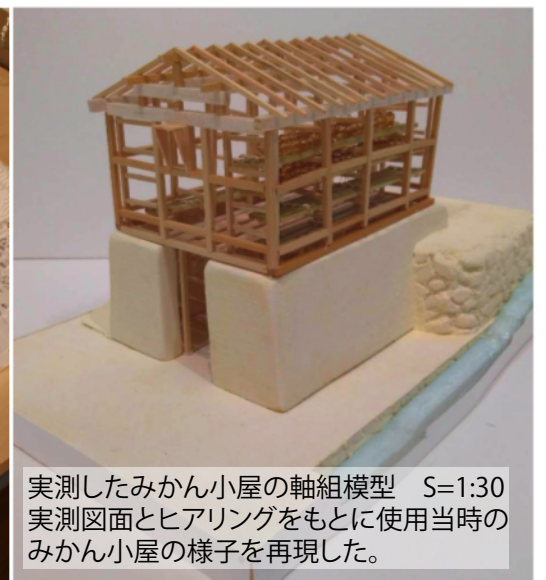 実測したみかん小屋の軸組模型　S=1:30
実測図面とヒアリングをもとに使用当時の
みかん小屋の様子を再現した。